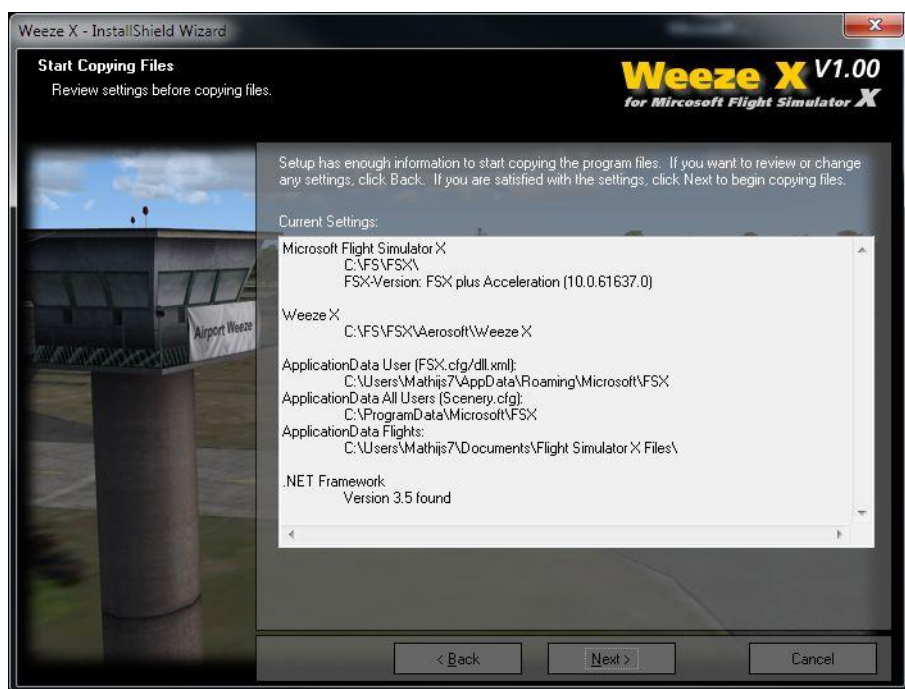 Weeze X - InstallShield Wizard
Start Copying Files
Review settings before copying files.
Weeze X V1.00
for Mircosoft Flight Simulator X
Setup has enough information to start copying the program files. If you want to review or change
any settings, click Back. If you are satisfied with the settings, click Next to begin copying files.
Current Settings:
Microsoft Flight Simulator X
C:\FS\FSX\
FSX-Version: FSX plus Acceleration (10.0.61637.0)
Weeze X
C:\FS\FSX\Aerosoft\Weeze X
ApplicationData User (FSX.cfg/dll.xml):
C:\Users\Mathijs7\AppData\Roaming\Microsoft\FSX
ApplicationData All Users (Scenery.cfg):
C:\ProgramData\Microsoft\FSX
ApplicationData Flights:
C:\Users\Mathijs7\Documents\Flight Simulator X Files\
.NET Framework
Version 3.5 found
Airport Weeze
< Back
Next >
Cancel